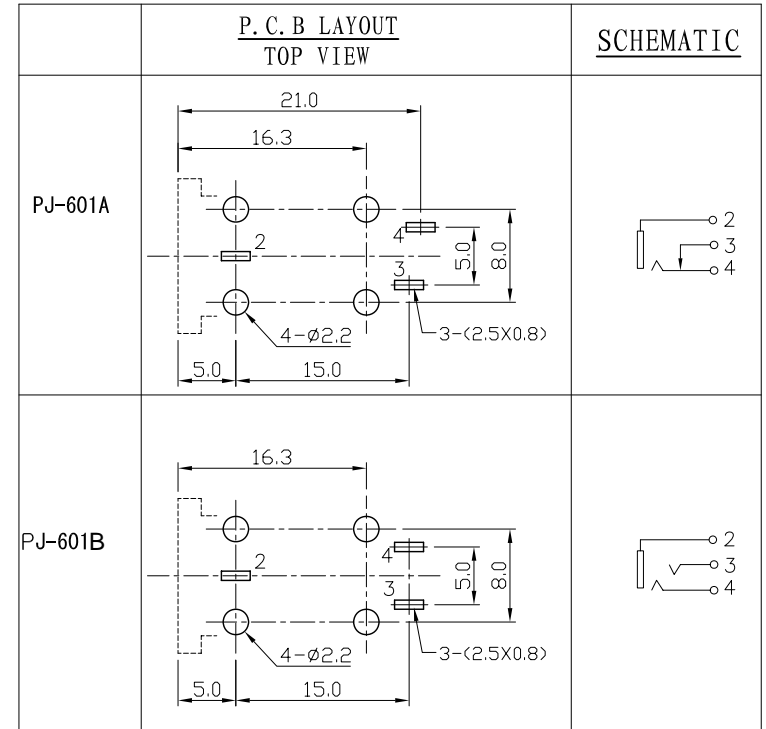 P.C.B LAYOUT
TOP VIEW
SCHEMATIC
PJ-601A
21.0
16.3
2
4
3
5.0
8.0
4-Ø2.2
3-(2.5X0.8)
5.0
15.0
2
3
4
PJ-601B
16.3
2
4
3
5.0
8.0
4-Ø2.2
3-(2.5X0.8)
5.0
15.0
2
3
4